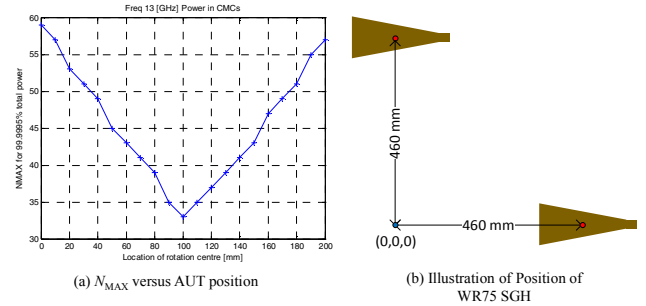 Freq 13 [GHz] Power in CMCs
NMAX for 99.9995% total power
60
55
50
45
40
35
30
0 20 40 60 80 100 120 140 160 180 200
Location of rotation centre [mm]
(a) NMAX versus AUT position
460 mm
460 mm
(0,0,0)
(b) Illustration of Position of
WR75 SGH